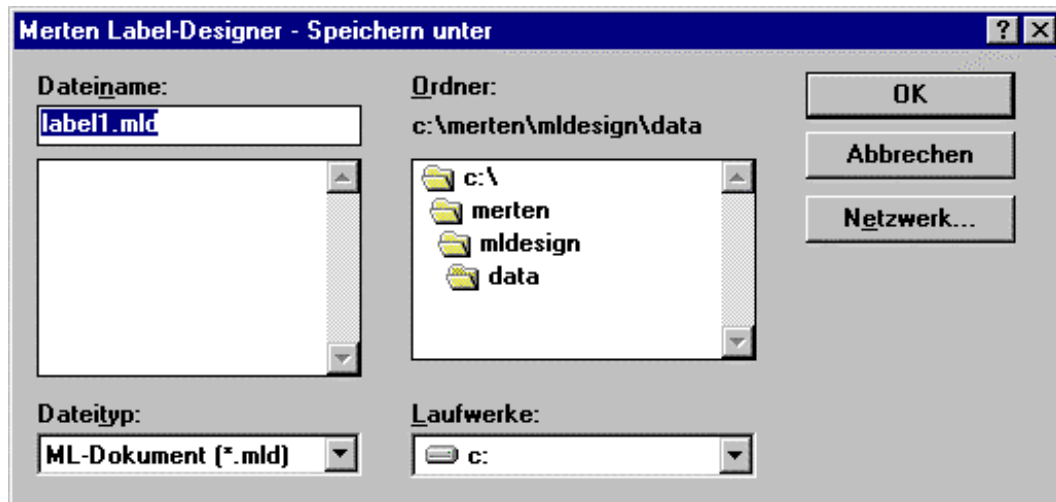 Merten Label-Designer - Speichern unter
Dateiname:
label1.mld
Ordner:
c:\merten\mldesign\data
c:\
merten
mldesign
data
OK
Abbrechen
Netzwerk...
Dateityp:
ML-Dokument (*.mld)
Laufwerke:
c: